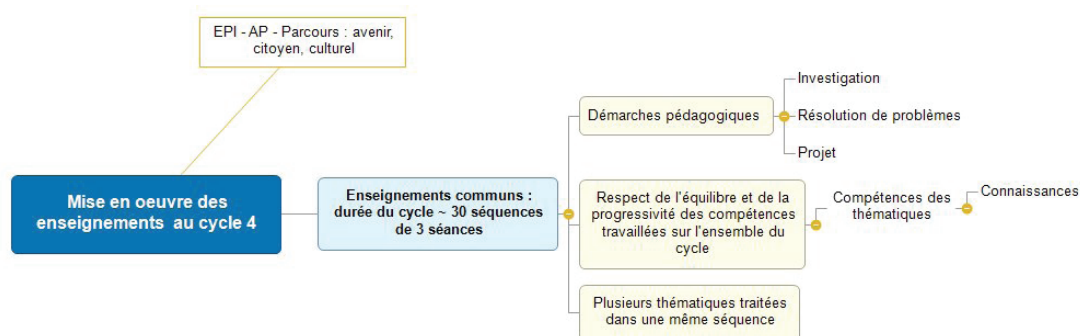 EPI - AP - Parcours : avenir,
citoyen, culturel
Mise en oeuvre des
enseignements au cycle 4
Enseignements communs :
durée du cycle ~ 30 séquences
de 3 séances
Démarches pédagogiques
Investigation
Résolution de problèmes
Projet
Respect de l'équilibre et de la
progressivité des compétences
travaillées sur l'ensemble du
cycle
Compétences des
thématiques
Connaissances
Plusieurs thématiques traitées
dans une même séquence